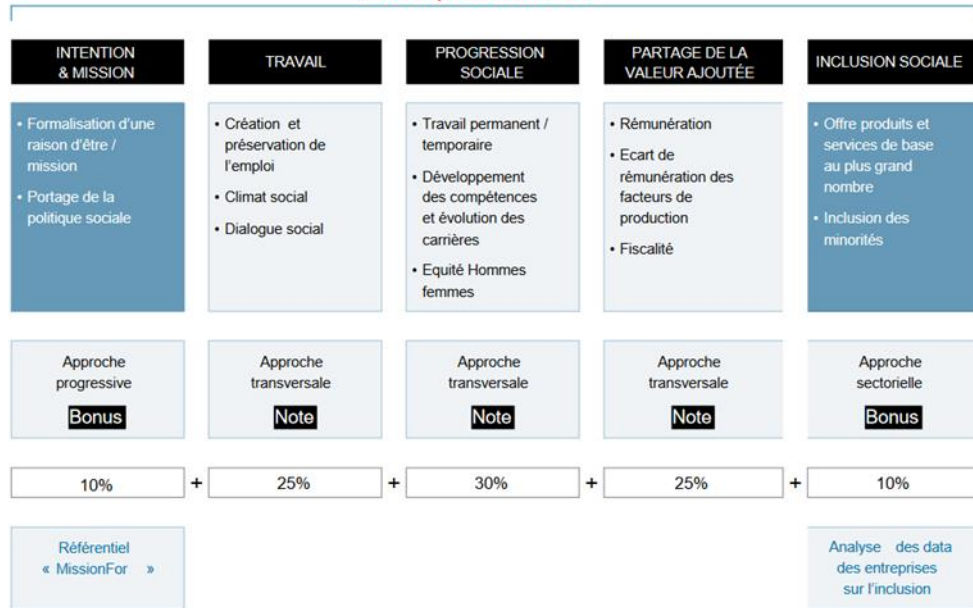 INTENTION
& MISSION
TRAVAIL
PROGRESSION
SOCIALE
PARTAGE DE LA
VALEUR AJOUTÉE
INCLUSION SOCIALE
• Formalisation d'une
raison d'être /
mission
• Portage de la
politique sociale
• Création et
préservation de
l'emploi
• Climat social
• Dialogue social
• Travail permanent /
temporaire
• Développement
des compétences
et évolution des
carrières
• Equité Hommes
femmes
• Rémunération
• Ecart de
rémunération des
facteurs de
production
• Fiscalité
• Offre produits et
services de base
au plus grand
nombre
• Inclusion des
minorités
Approche
progressive
Bonus
Approche
transversale
Note
Approche
transversale
Note
Approche
transversale
Note
Approche
sectorielle
Bonus
10% + 25% + 30% + 25% + 10%
Référentiel
« MissionFor »
Analyse des data
des entreprises
sur l'inclusion